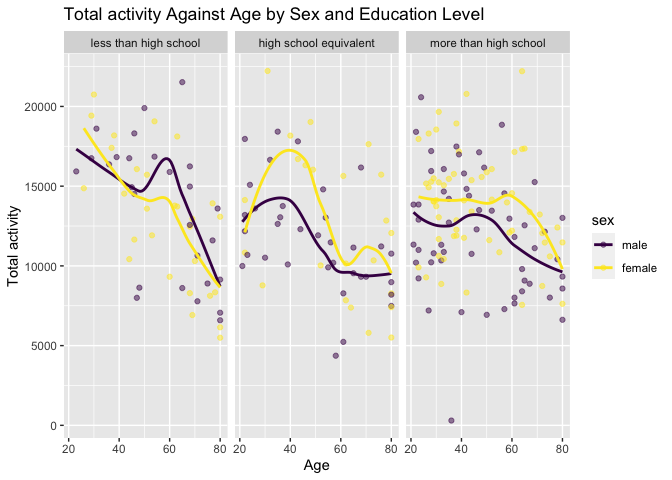 Total activity Against Age by Sex and Education Level
less than high school
high school equivalent
more than high school
Total activity
20000
15000
10000
5000
0
20 40 60 80
20 40 60 80
20 40 60 80
Age
sex
male
female